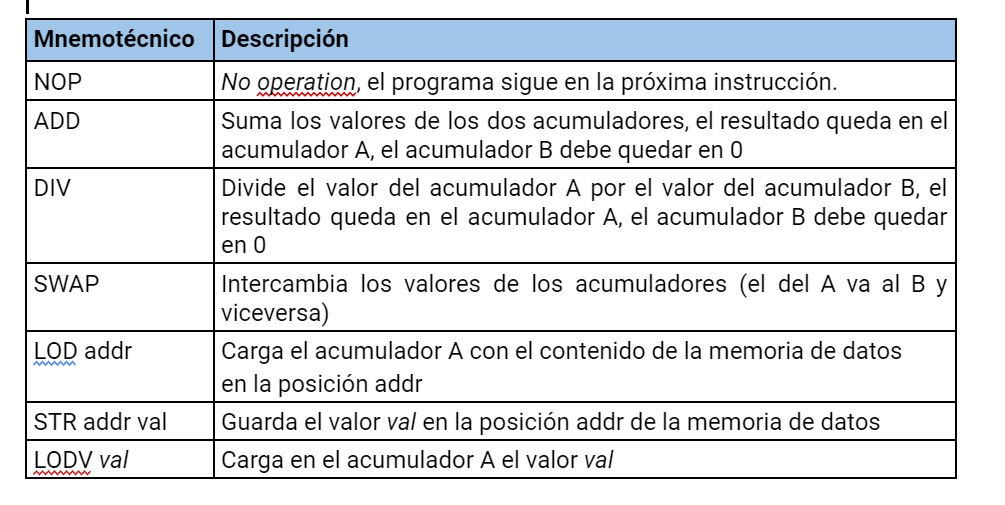 Mnemotécnico Descripción
NOP No operation, el programa sigue en la próxima instrucción.
ADD Suma los valores de los dos acumuladores, el resultado queda en el
acumulador A, el acumulador B debe quedar en 0
DIV Divide el valor del acumulador A por el valor del acumulador B, el
resultado queda en el acumulador A, el acumulador B debe quedar
en 0
SWAP Intercambia los valores de los acumuladores (el del A va al B y
viceversa)
LOD addr Carga el acumulador A con el contenido de la memoria de datos
en la posición addr
STR addr val Guarda el valor val en la posición addr de la memoria de datos
LODV val Carga en el acumulador A el valor val